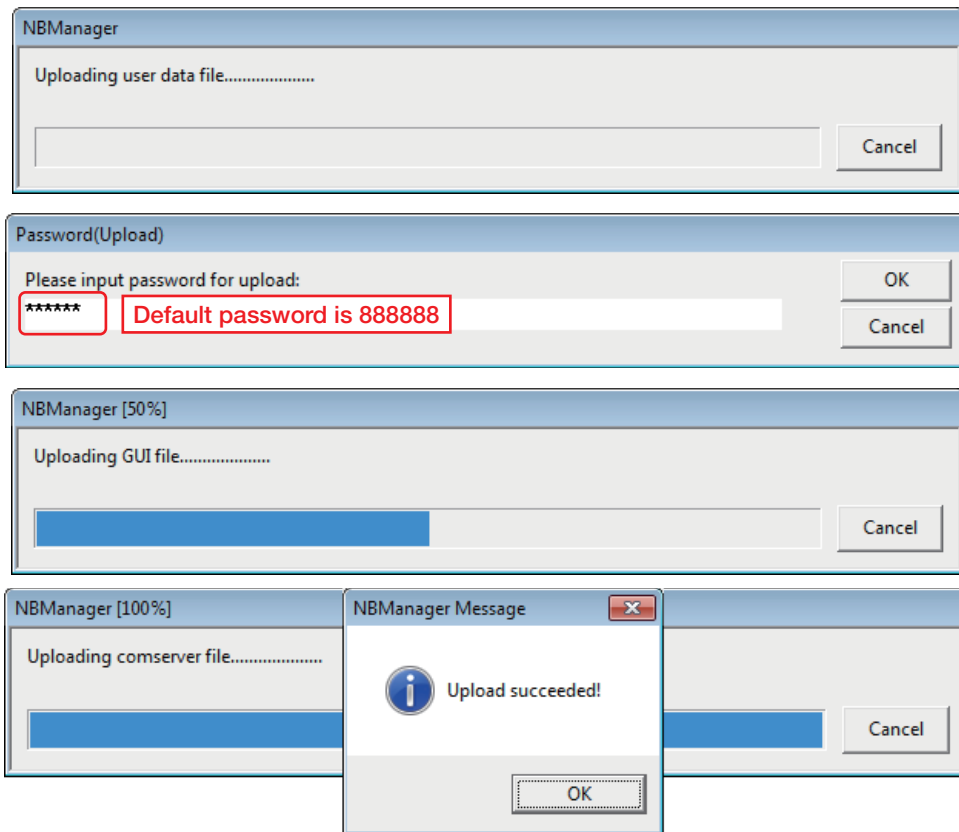 NBManager
Uploading user data file.....................
Cancel
Password(Upload)
Please input password for upload:
OK
****** Default password is 888888
Cancel
NBManager [50%]
Uploading GUI file.....................
Cancel
NBManager [100%]
NBManager Message
Uploading comserver file.....................
Upload succeeded!
Cancel
OK